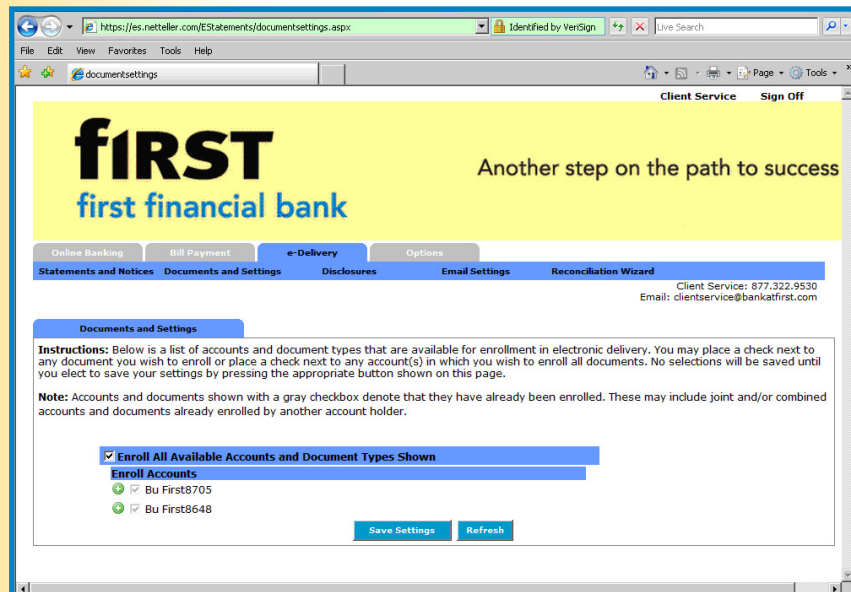 https://es.netteller.com/EStatements/documentsettings.aspx
Identified by VeriSign
Live Search
File Edit View Favorites Tools Help
documentsettings
Page Tools
Client Service Sign Off
fiRST
first financial bank
Another step on the path to success
Online Banking Bill Payment e-Delivery Options
Statements and Notices Documents and Settings Disclosures Email Settings Reconciliation Wizard
Client Service: 877.322.9530
Email: clientservice@bankatfirst.com
Documents and Settings
Instructions: Below is a list of accounts and document types that are available for enrollment in electronic delivery. You may place a check next to
any document you wish to enroll or place a check next to any account(s) in which you wish to enroll all documents. No selections will be saved until
you elect to save your settings by pressing the appropriate button shown on this page.
Note: Accounts and documents shown with a gray checkbox denote that they have already been enrolled. These may include joint and/or combined
accounts and documents already enrolled by another account holder.
Enroll All Available Accounts and Document Types Shown
Enroll Accounts
Bu First8705
Bu First8648
Save Settings Refresh